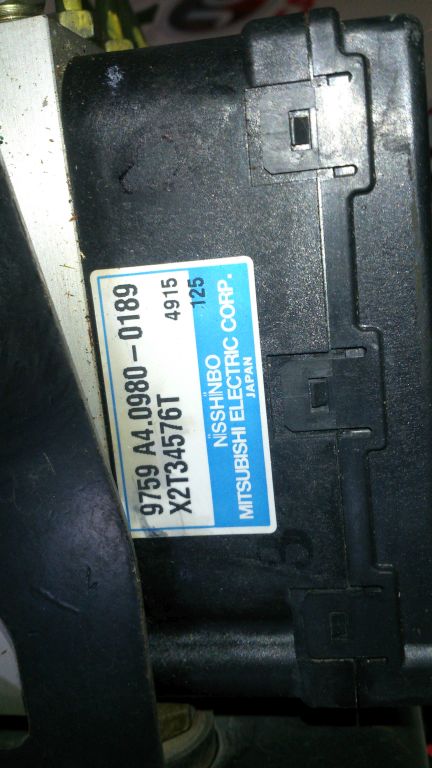 9759 A4.0980-0189
X2T34576T 4915
125
NISSHINBO
MITSUBISHI ELECTRIC CORP.
JAPAN